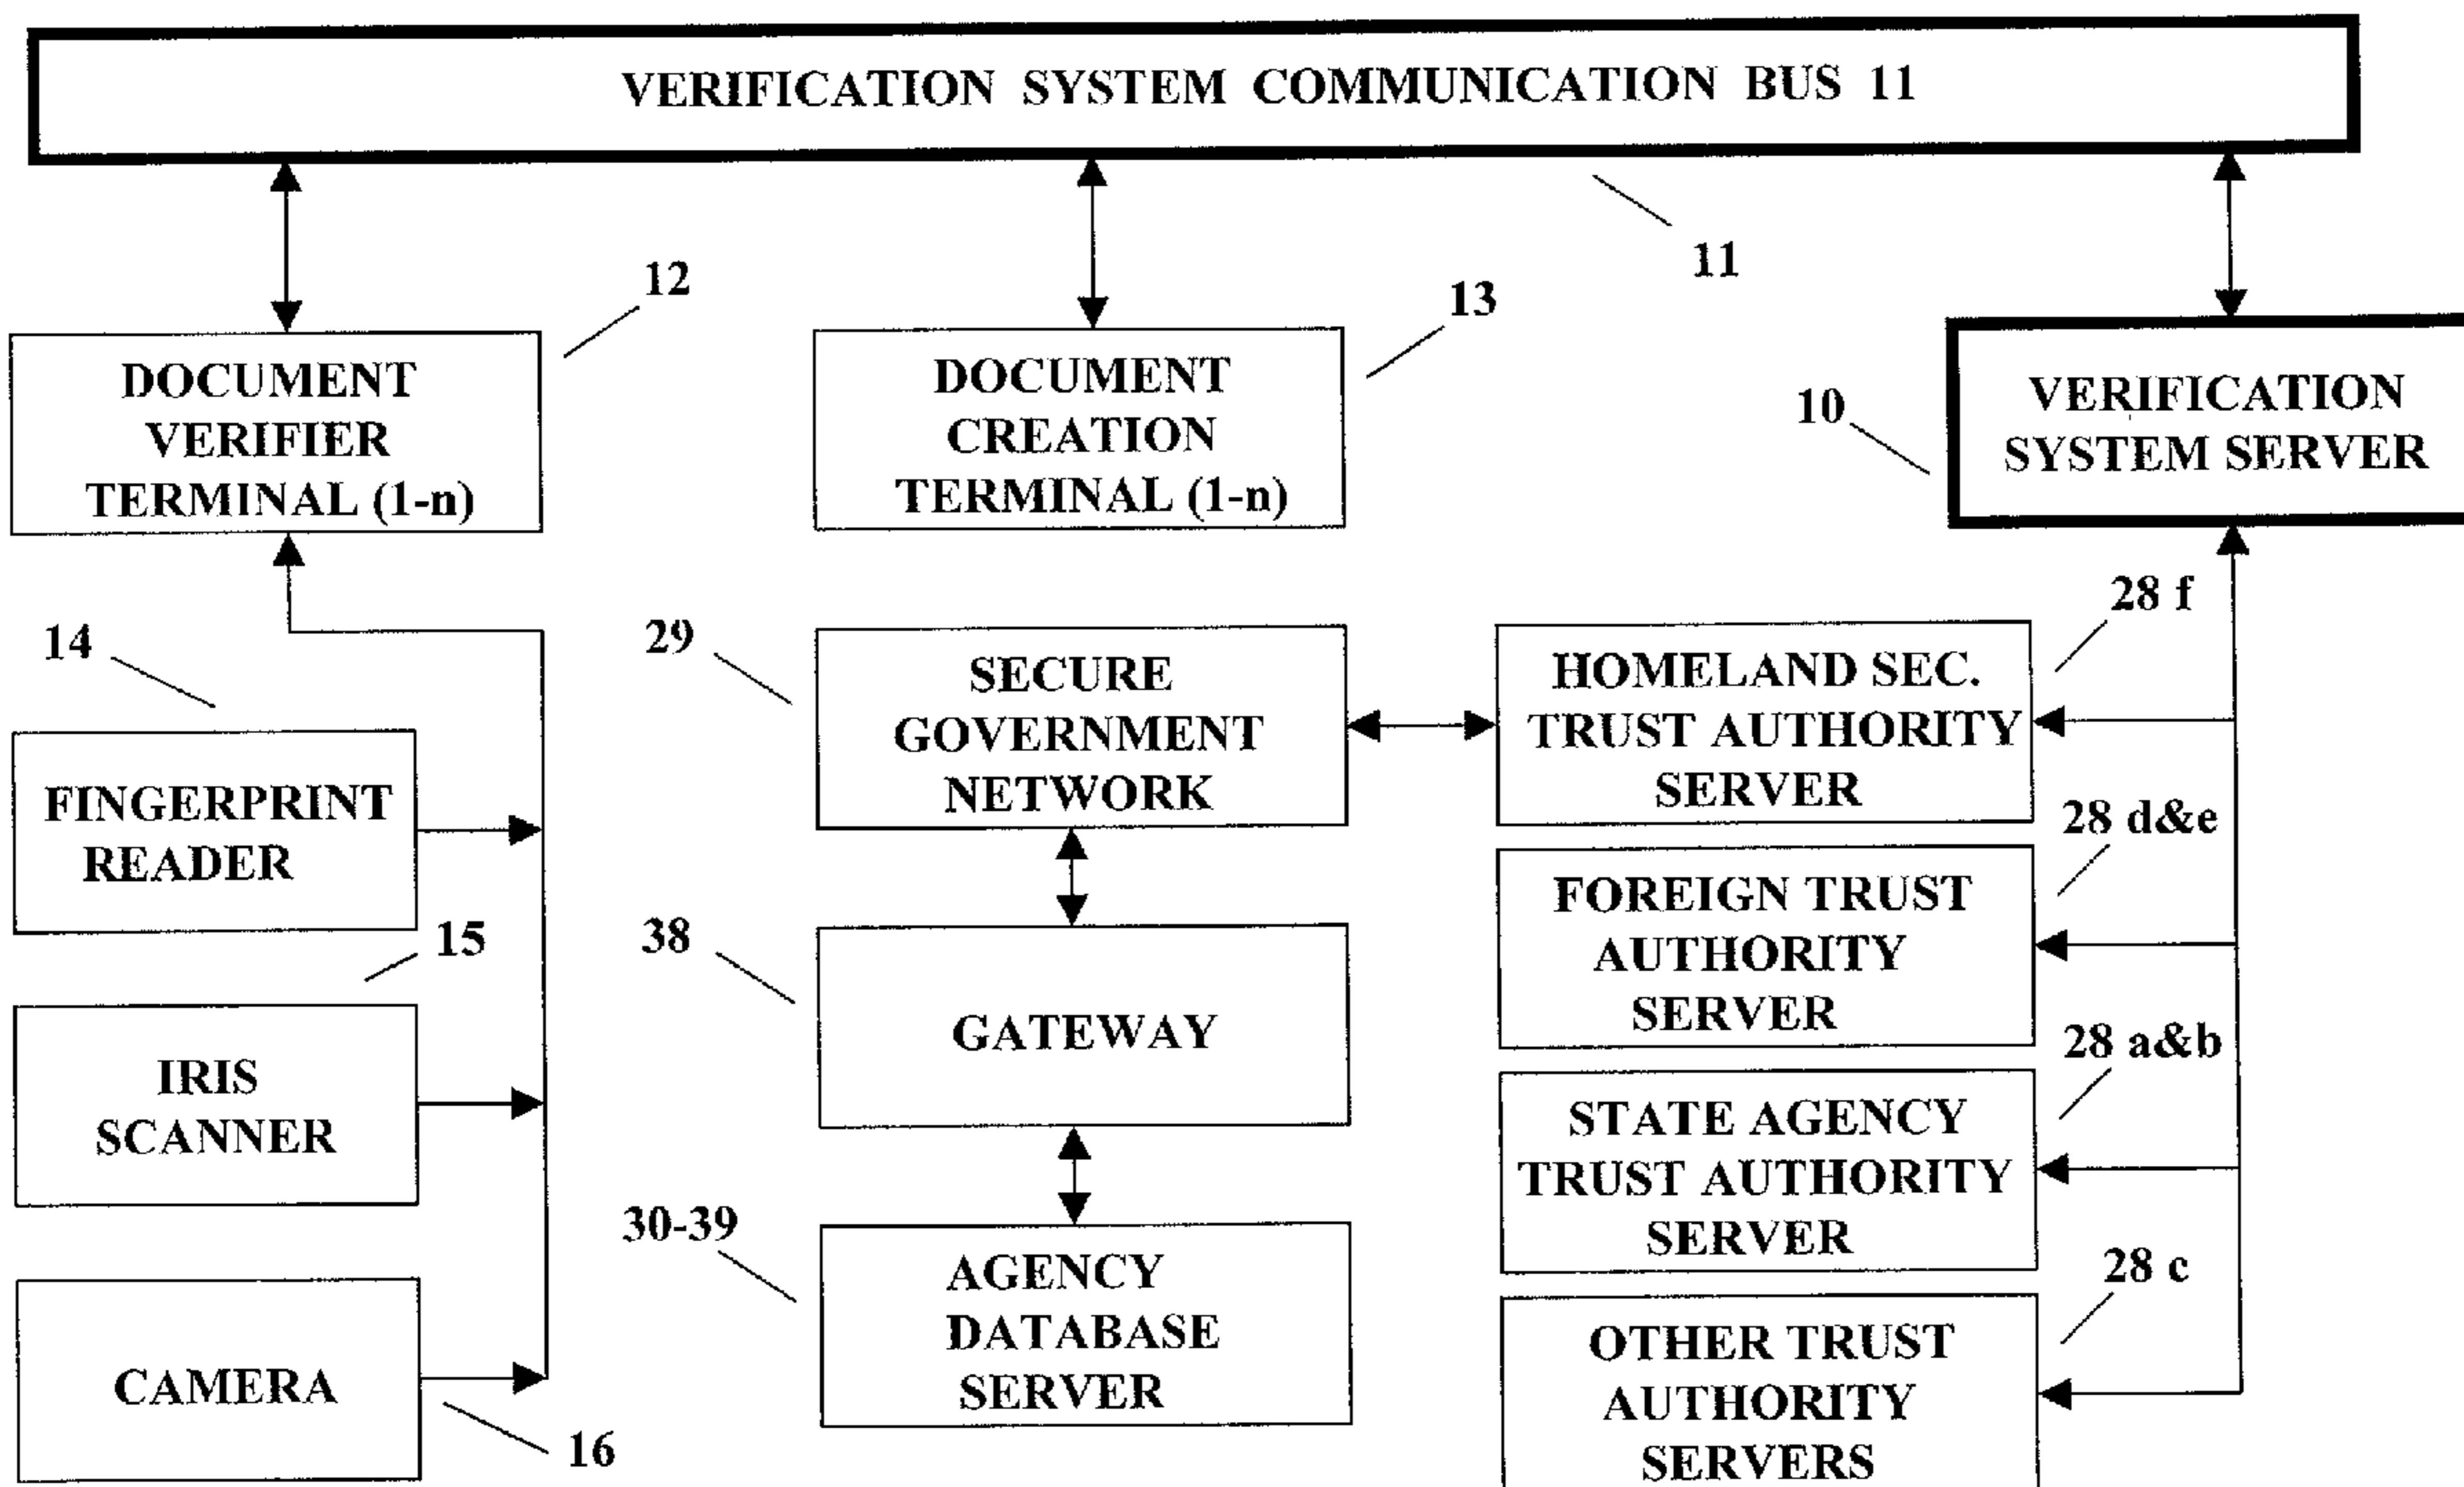 VERIFICATION SYSTEM COMMUNICATION BUS 11
11
12
DOCUMENT
VERIFIER
TERMINAL (1-n)
13
DOCUMENT
CREATION
TERMINAL (1-n)
10
VERIFICATION
SYSTEM SERVER
14
FINGERPRINT
READER
15
IRIS
SCANNER
CAMERA
16
29
SECURE
GOVERNMENT
NETWORK
38
GATEWAY
30-39
AGENCY
DATABASE
SERVER
28 f
HOMELAND SEC.
TRUST AUTHORITY
SERVER
28 d&e
FOREIGN TRUST
AUTHORITY
SERVER
28 a&b
STATE AGENCY
TRUST AUTHORITY
SERVER
28 c
OTHER TRUST
AUTHORITY
SERVERS